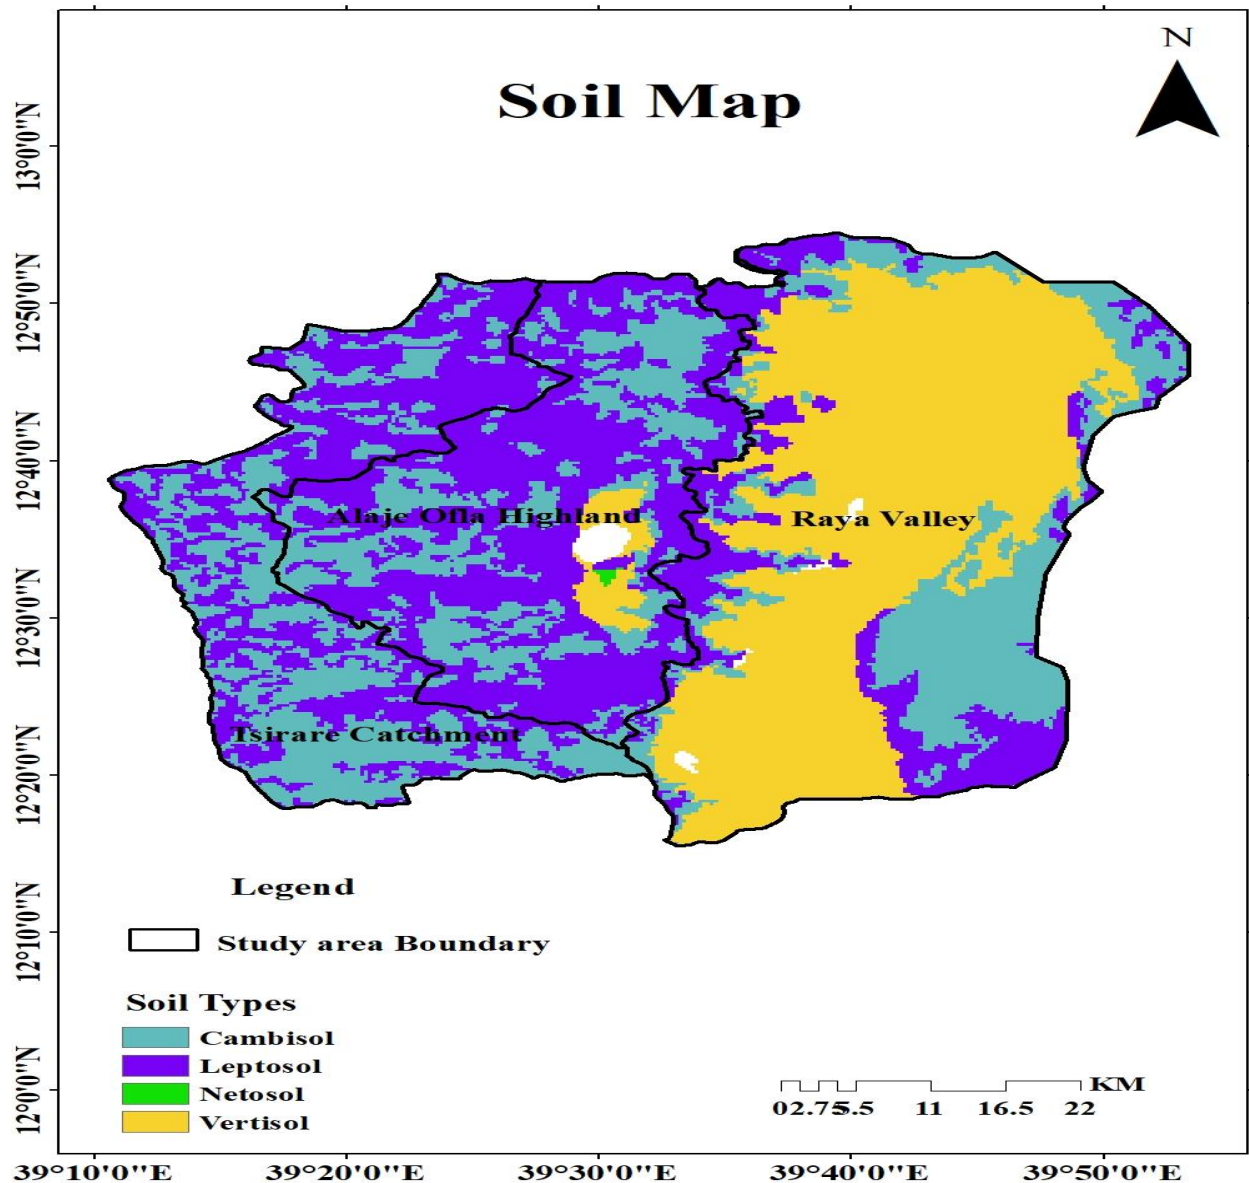 N
Soil Map
13°0'0"N
12°50'0"N
12°40'0"N
12°30'0"N
12°20'0"N
12°10'0"N
12°0'0"N
Alaje Ofla Highland
Raya Valley
Isirare Catchment
Legend
Study area Boundary
Soil Types
Cambisol
Leptosol
Netosol
Vertisol
KM
0 2.75 5.5 11 16.5 22
39°10'0"E 39°20'0"E 39°30'0"E 39°40'0"E 39°50'0"E